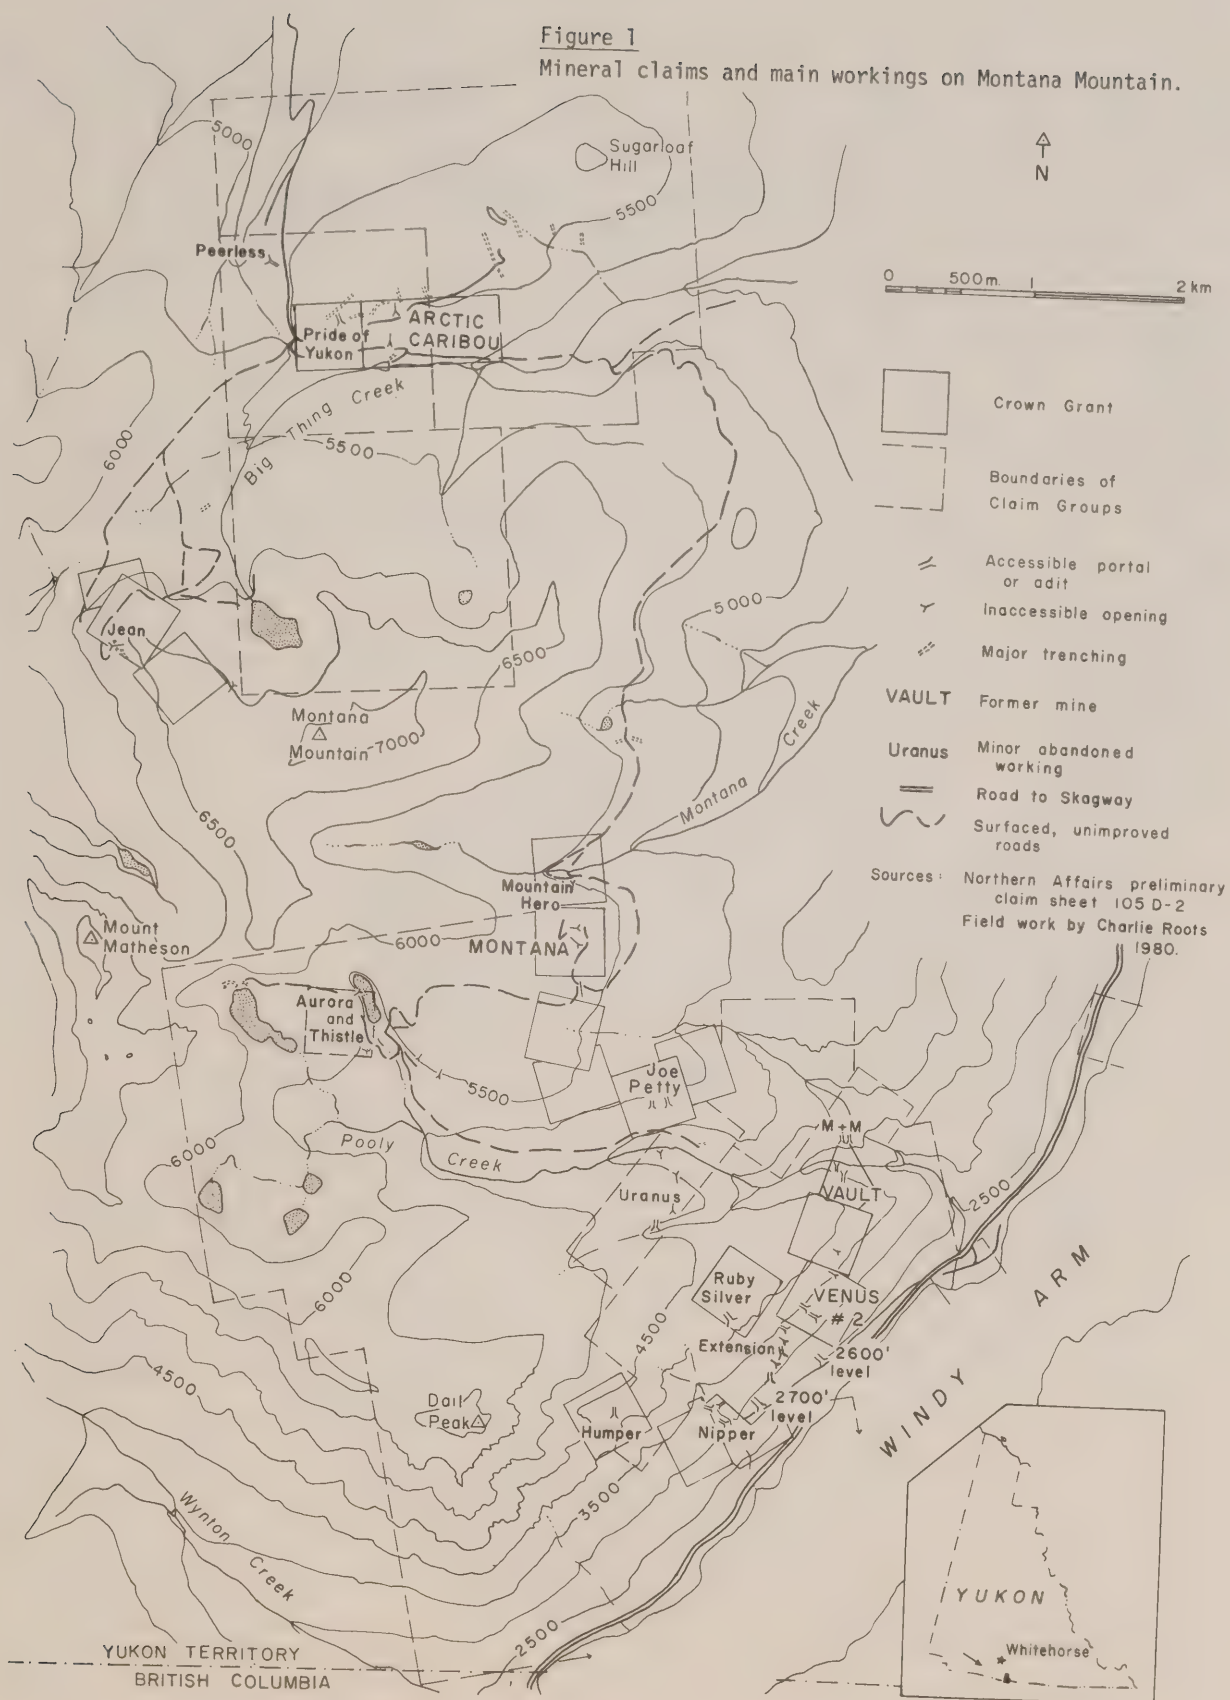 Figure 1
Mineral claims and main workings on Montana Mountain.
5000
Sugarloaf
Hill
N
5500
Peerless
0 500m. 1 2 km
Pride of
Yukon
ARCTIC
CARIBOU
Crown Grant
Big Thing Creek
6000
5500
Boundaries of
Claim Groups
Accessible portal
or adit
Inaccessible opening
Major trenching
VAULT Former mine
Uranus Minor abandoned
working
Road to Skagway
Surfaced, unimproved
roads
Sources: Northern Affairs preliminary
claim sheet 105 D-2
Field work by Charlie Roots
1980.
5000
Jean
6500
Montana
Mountain
7000
Montana Creek
6500
Mountain
Hero
Mount
Matheson
6000
MONTANA
Aurora
and
Thistle
5500
Joe
Petty
6000
Pooly Creek
M+M
Uranus
VAULT
2500
Ruby
Silver
VENUS
#2
6000
4500
Extension
2600'
level
WINDY ARM
4500
Dail
Peak
2700'
level
Humper
Nipper
3500
Wynton Creek
YUKON
Whitehorse
2500
YUKON TERRITORY
BRITISH COLUMBIA